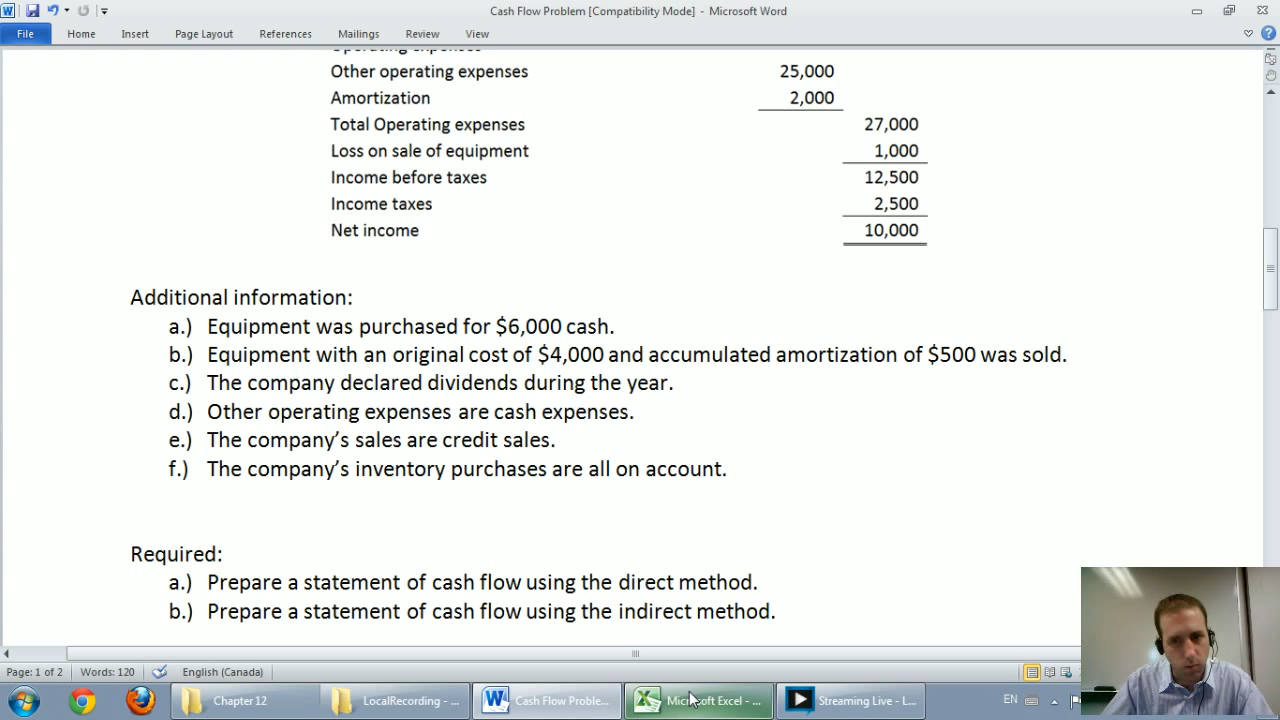 Cash Flow Problem [Compatibility Mode] - Microsoft Word
File Home Insert Page Layout References Mailings Review View
Operating expenses
Other operating expenses 25,000
Amortization 2,000
Total Operating expenses 27,000
Loss on sale of equipment 1,000
Income before taxes 12,500
Income taxes 2,500
Net income 10,000
Additional information:
a.) Equipment was purchased for $6,000 cash.
b.) Equipment with an original cost of $4,000 and accumulated amortization of $500 was sold.
c.) The company declared dividends during the year.
d.) Other operating expenses are cash expenses.
e.) The company's sales are credit sales.
f.) The company's inventory purchases are all on account.
Required:
a.) Prepare a statement of cash flow using the direct method.
b.) Prepare a statement of cash flow using the indirect method.
Page: 1 of 2 Words: 120 English (Canada)
Chapter 12 LocalRecording - ... Cash Flow Proble... Microsoft Excel - ... Streaming Live - L... EN